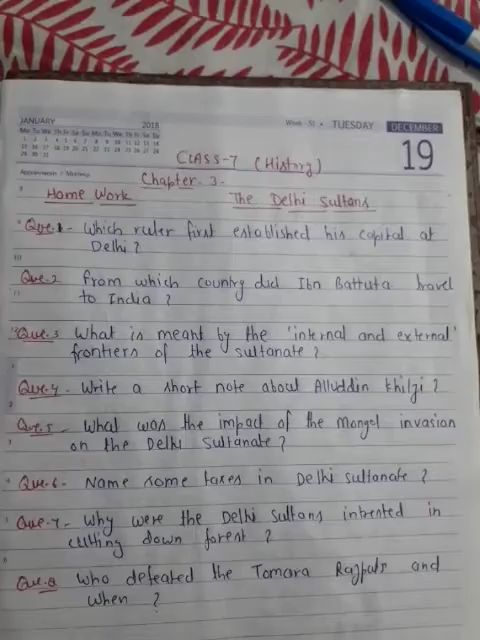 JANUARY 2018
Week - 51 • TUESDAY DECEMBER
19
CLASS-7 (History)
Appointments / Meetings
Chapter - 3 -
Home Work The Delhi Sultans
Que.1- Which ruler first established his capital at
Delhi ?
Que.2 From which country did Ibn Battuta travel
to India ?
Que.3 What is meant by the 'internal and external'
frontiers of the sultanate ?
Que.4- Write a short note about Alluddin Khilzi ?
Que.5- What was the impact of the Mongol invasion
on the Delhi Sultanate ?
Que.6- Name some taxes in Delhi sultanate ?
Que.7- Why were the Delhi sultans intrested in
cutting down forest ?
Que.8 Who defeated the Tomara Rajputs and
when ?